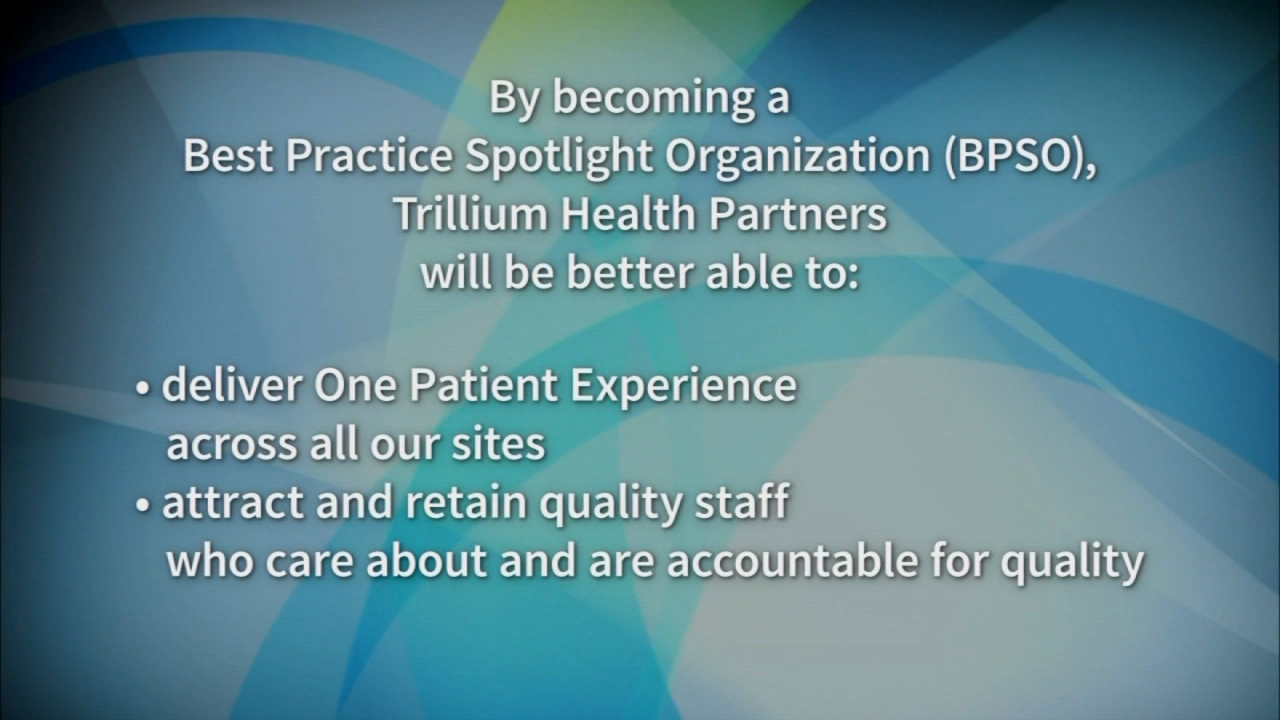 By becoming a
Best Practice Spotlight Organization (BPSO),
Trillium Health Partners
will be better able to:
• deliver One Patient Experience
across all our sites
• attract and retain quality staff
who care about and are accountable for quality